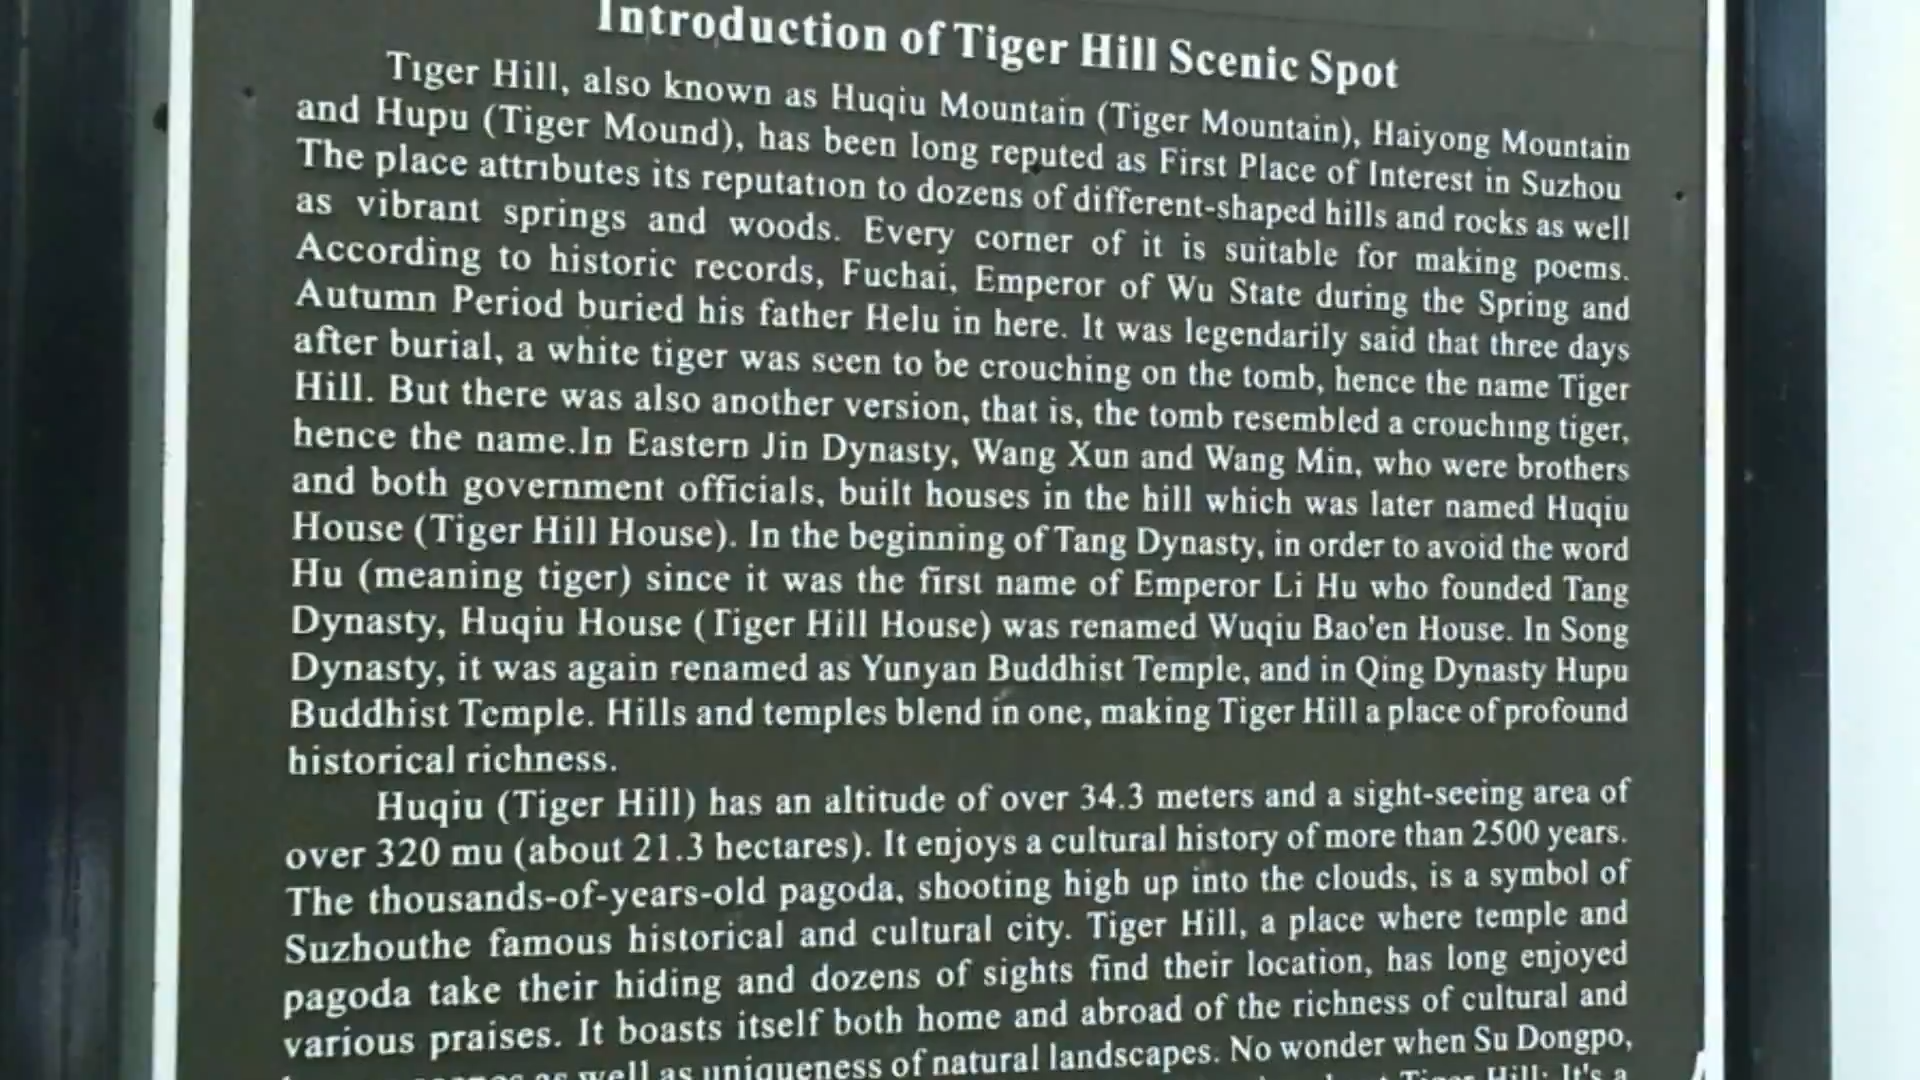 Introduction of Tiger Hill Scenic Spot
Tiger Hill, also known as Huqiu Mountain (Tiger Mountain), Haiyong Mountain
and Hupu (Tiger Mound), has been long reputed as First Place of Interest in Suzhou
The place attributes its reputation to dozens of different-shaped hills and rocks as well
as vibrant springs and woods. Every corner of it is suitable for making poems.
According to historic records, Fuchai, Emperor of Wu State during the Spring and
Autumn Period buried his father Helu in here. It was legendarily said that three days
after burial, a white tiger was seen to be crouching on the tomb, hence the name Tiger
Hill. But there was also another version, that is, the tomb resembled a crouching tiger,
hence the name.In Eastern Jin Dynasty, Wang Xun and Wang Min, who were brothers
and both government officials, built houses in the hill which was later named Huqiu
House (Tiger Hill House). In the beginning of Tang Dynasty, in order to avoid the word
Hu (meaning tiger) since it was the first name of Emperor Li Hu who founded Tang
Dynasty, Huqiu House (Tiger Hill House) was renamed Wuqiu Bao'en House. In Song
Dynasty, it was again renamed as Yunyan Buddhist Temple, and in Qing Dynasty Hupu
Buddhist Temple. Hills and temples blend in one, making Tiger Hill a place of profound
historical richness.
Huqiu (Tiger Hill) has an altitude of over 34.3 meters and a sight-seeing area of
over 320 mu (about 21.3 hectares). It enjoys a cultural history of more than 2500 years.
The thousands-of-years-old pagoda, shooting high up into the clouds, is a symbol of
Suzhouthe famous historical and cultural city. Tiger Hill, a place where temple and
pagoda take their hiding and dozens of sights find their location, has long enjoyed
various praises. It boasts itself both home and abroad of the richness of cultural and
as well as uniqueness of natural landscapes. No wonder when Su Dongpo,
Tiger Hill: It's a